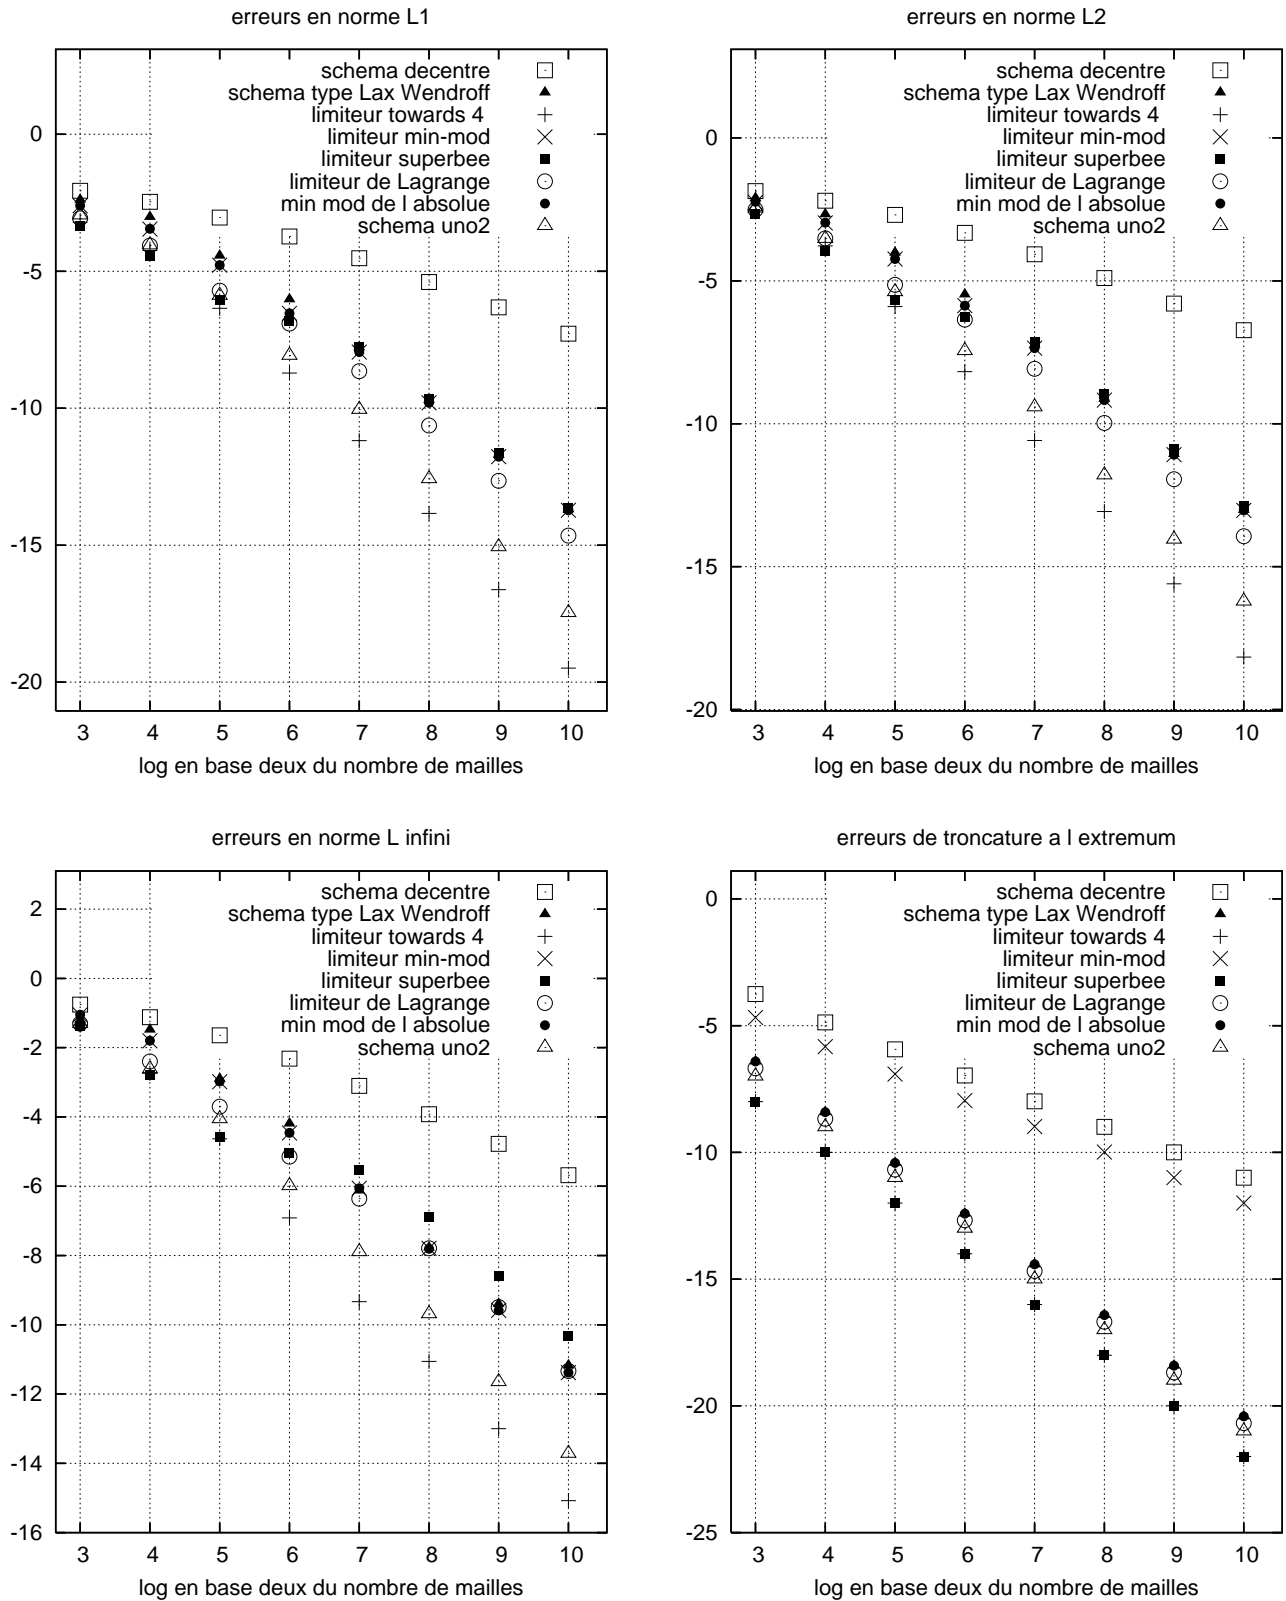 erreurs en norme L1
schema decentre
schema type Lax Wendroff
limiteur towards 4
limiteur min-mod
limiteur superbee
limiteur de Lagrange
min mod de l absolue
schema uno2
0
-5
-10
-15
-20
3 4 5 6 7 8 9 10
log en base deux du nombre de mailles
erreurs en norme L2
schema decentre
schema type Lax Wendroff
limiteur towards 4
limiteur min-mod
limiteur superbee
limiteur de Lagrange
min mod de l absolue
schema uno2
0
-5
-10
-15
-20
3 4 5 6 7 8 9 10
log en base deux du nombre de mailles
erreurs en norme L infini
schema decentre
schema type Lax Wendroff
limiteur towards 4
limiteur min-mod
limiteur superbee
limiteur de Lagrange
min mod de l absolue
schema uno2
2
0
-2
-4
-6
-8
-10
-12
-14
-16
3 4 5 6 7 8 9 10
log en base deux du nombre de mailles
erreurs de troncature a l extremum
schema decentre
schema type Lax Wendroff
limiteur towards 4
limiteur min-mod
limiteur superbee
limiteur de Lagrange
min mod de l absolue
schema uno2
0
-5
-10
-15
-20
-25
3 4 5 6 7 8 9 10
log en base deux du nombre de mailles